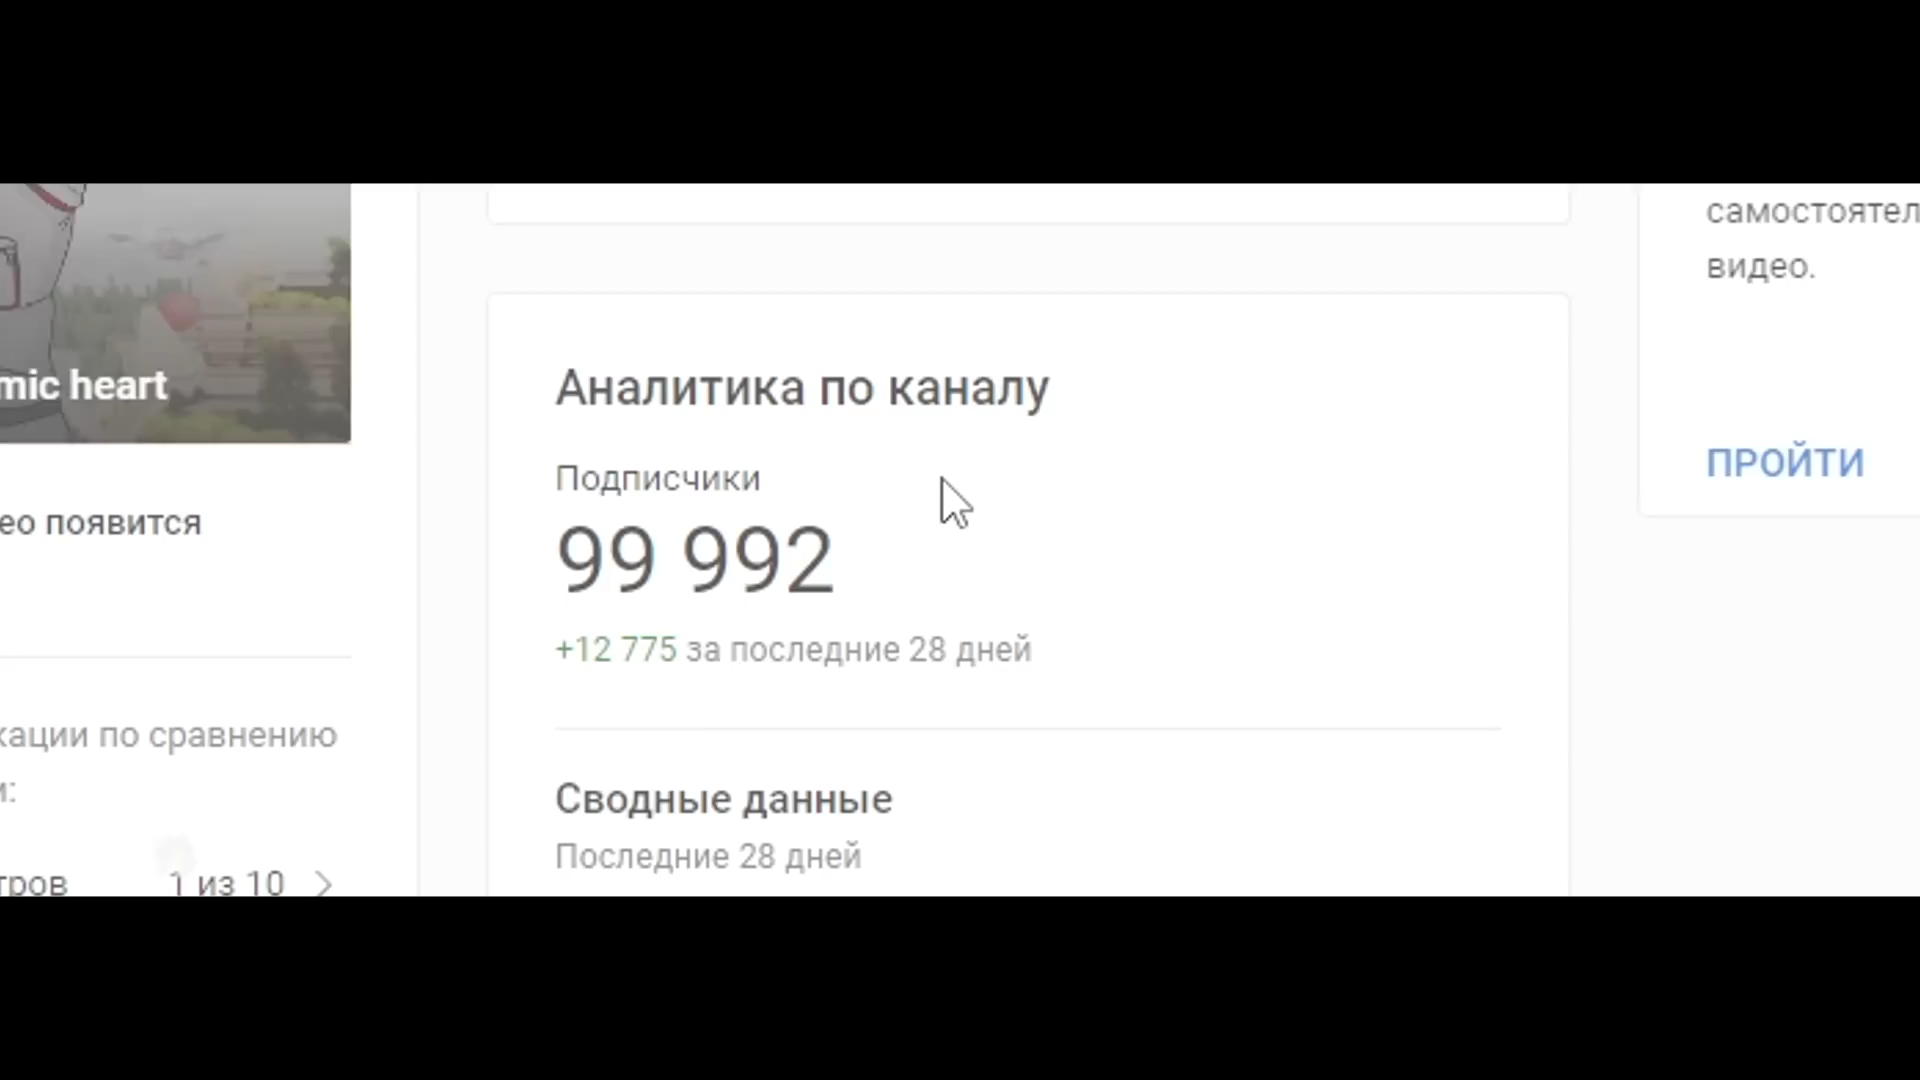 mic heart
ео появится
кации по сравнению
и:
тров
1 из 10
Аналитика по каналу
Подписчики
99 992
+12 775 за последние 28 дней
Сводные данные
Последние 28 дней
самостоятел
видео.
ПРОЙТИ